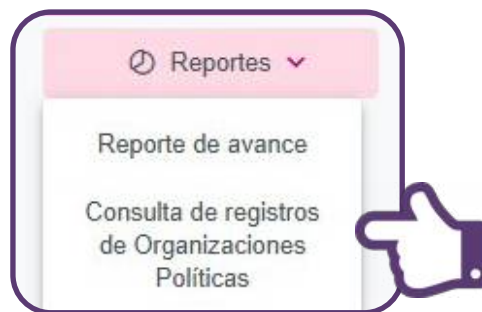 Reportes
Reporte de avance
Consulta de registros
de Organizaciones
Políticas